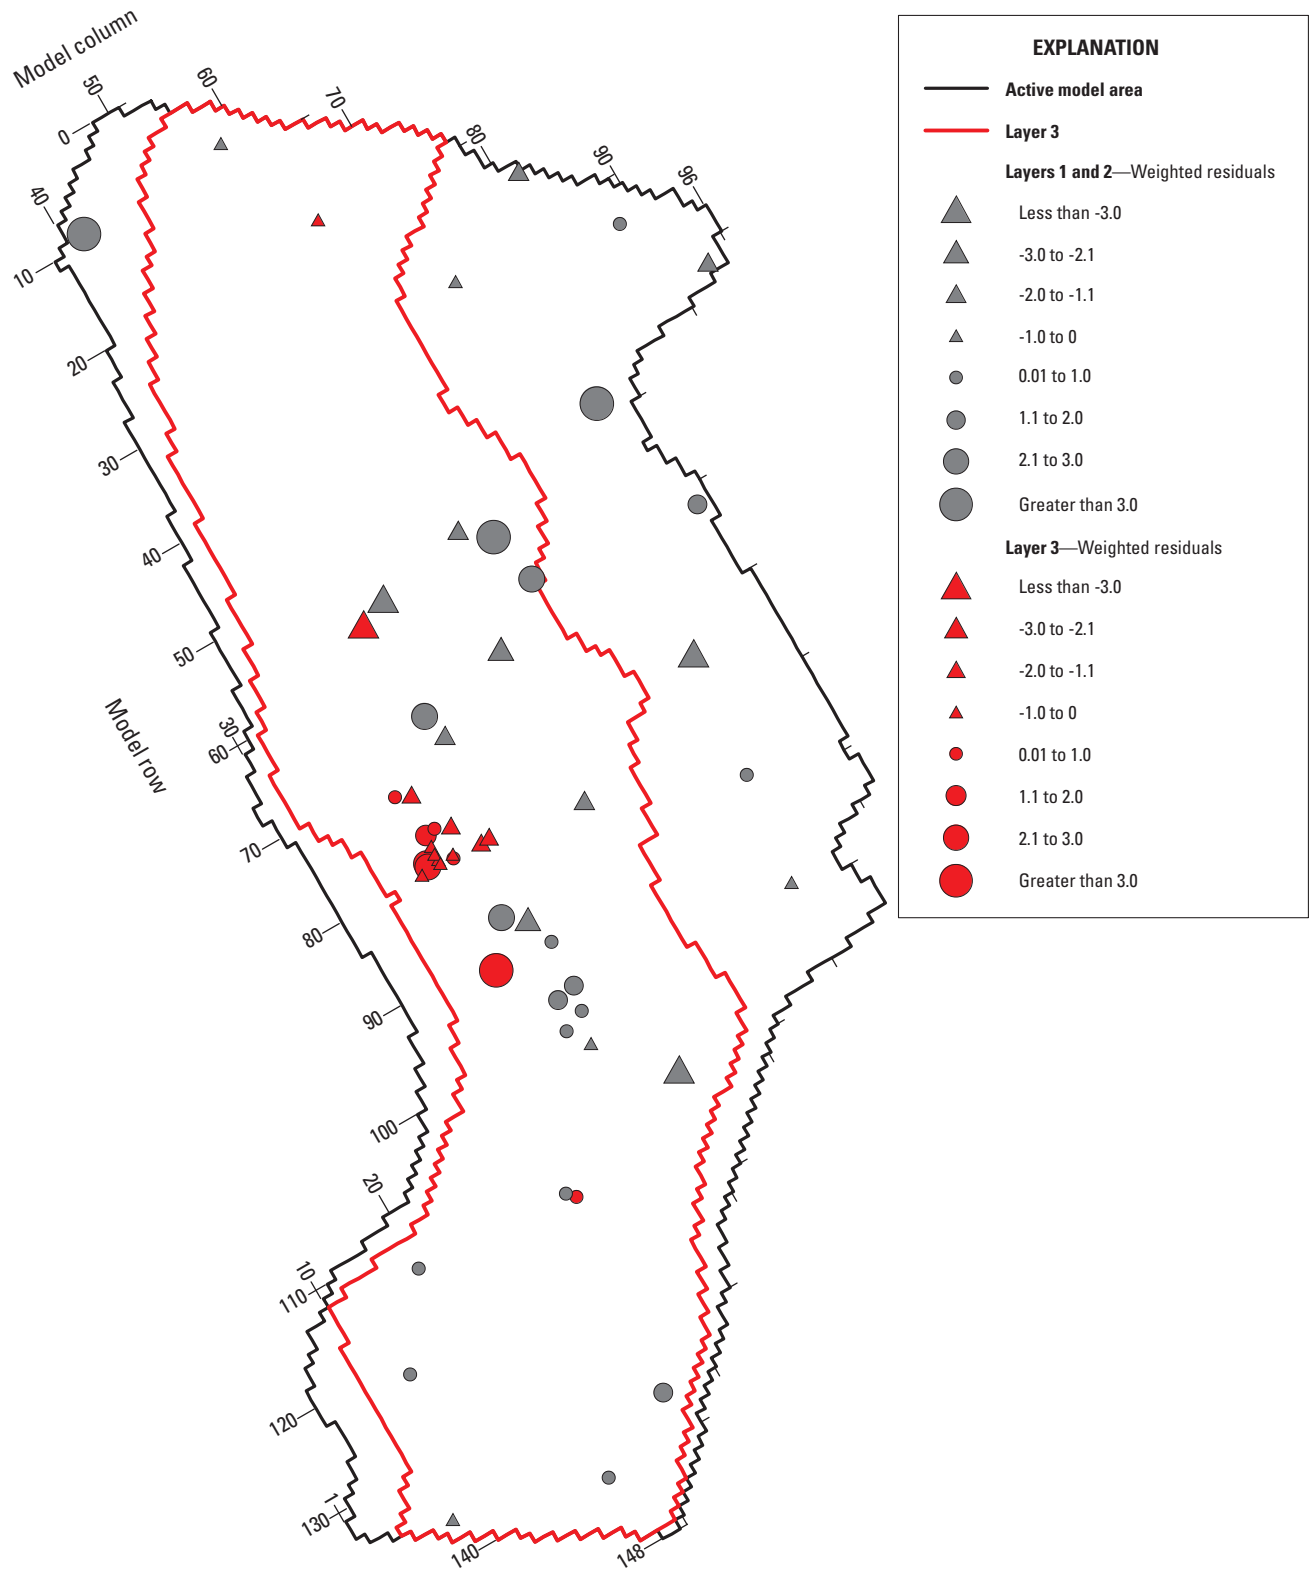 Model column
50
60
70
80
90
96
0
40
10
20
30
40
50
30
60
Model row
70
80
90
100
20
10
110
120
1
130
140
148
EXPLANATION
Active model area
Layer 3
Layers 1 and 2—Weighted residuals
Less than -3.0
-3.0 to -2.1
-2.0 to -1.1
-1.0 to 0
0.01 to 1.0
1.1 to 2.0
2.1 to 3.0
Greater than 3.0
Layer 3—Weighted residuals
Less than -3.0
-3.0 to -2.1
-2.0 to -1.1
-1.0 to 0
0.01 to 1.0
1.1 to 2.0
2.1 to 3.0
Greater than 3.0